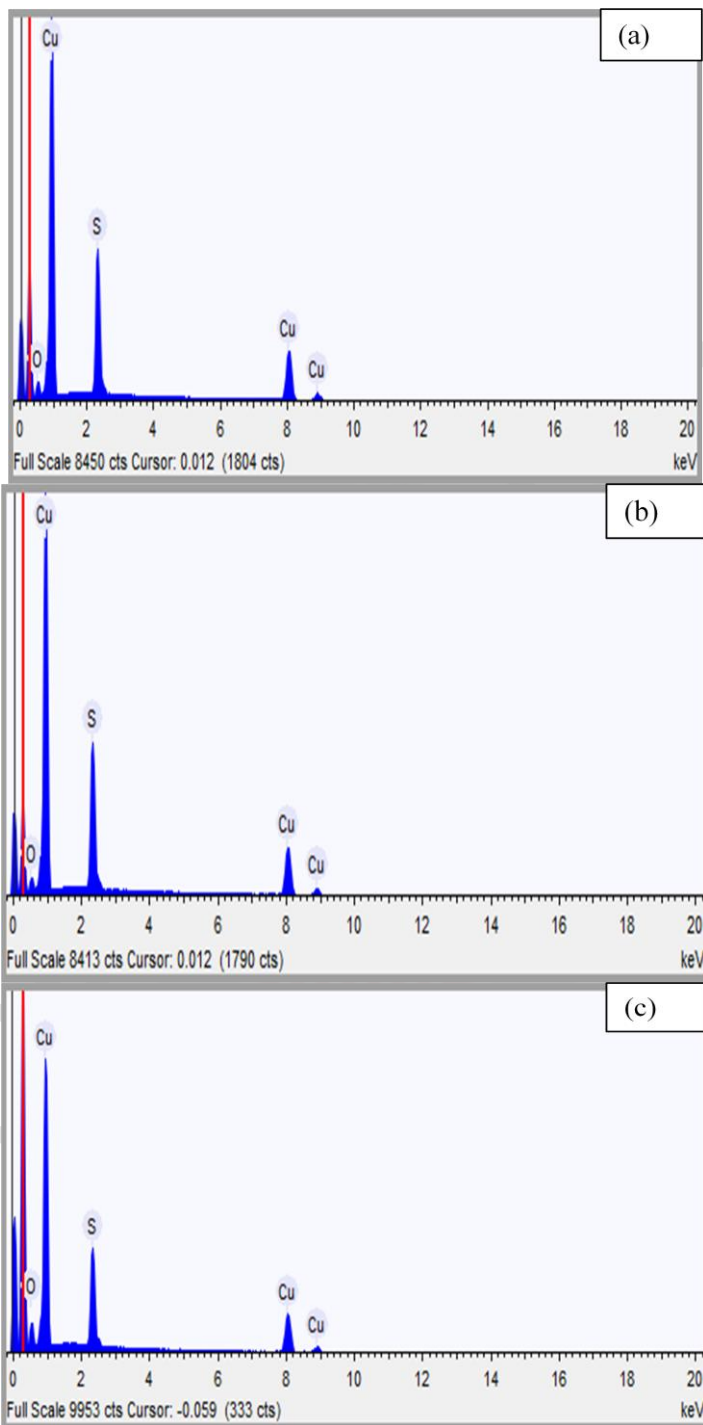 (a)
Cu
S
O
Cu
Cu
0 2 4 6 8 10 12 14 16 18 20
Full Scale 8450 cts Cursor: 0.012 (1804 cts) keV
(b)
Cu
S
O
Cu
Cu
0 2 4 6 8 10 12 14 16 18 20
Full Scale 8413 cts Cursor: 0.012 (1790 cts) keV
(c)
Cu
S
O
Cu
Cu
0 2 4 6 8 10 12 14 16 18 20
Full Scale 9953 cts Cursor: -0.059 (333 cts) keV